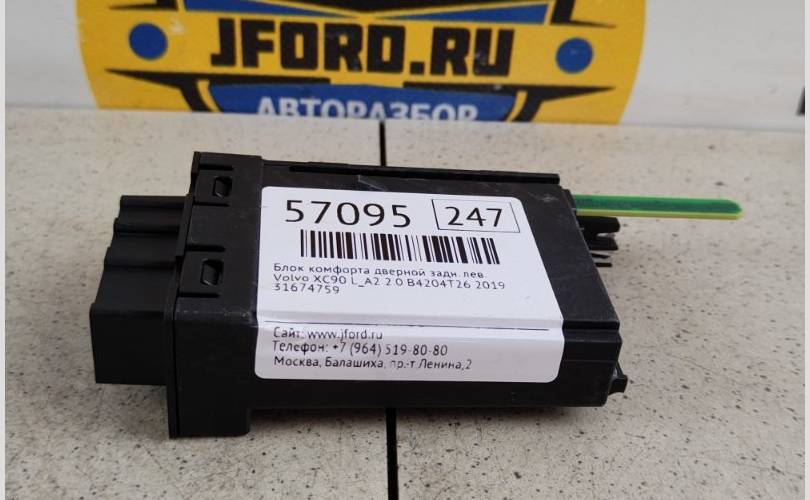 JFORD.RU
АВТОРАЗБОР
57095 247
Блок комфорта дверной задн. лев.
Volvo XC90 L_A2 2.0 B4204T26 2019
31674759
Сайт: www.jford.ru
Телефон: +7 (964) 519-80-80
Москва, Балашиха, пр-т Ленина,2